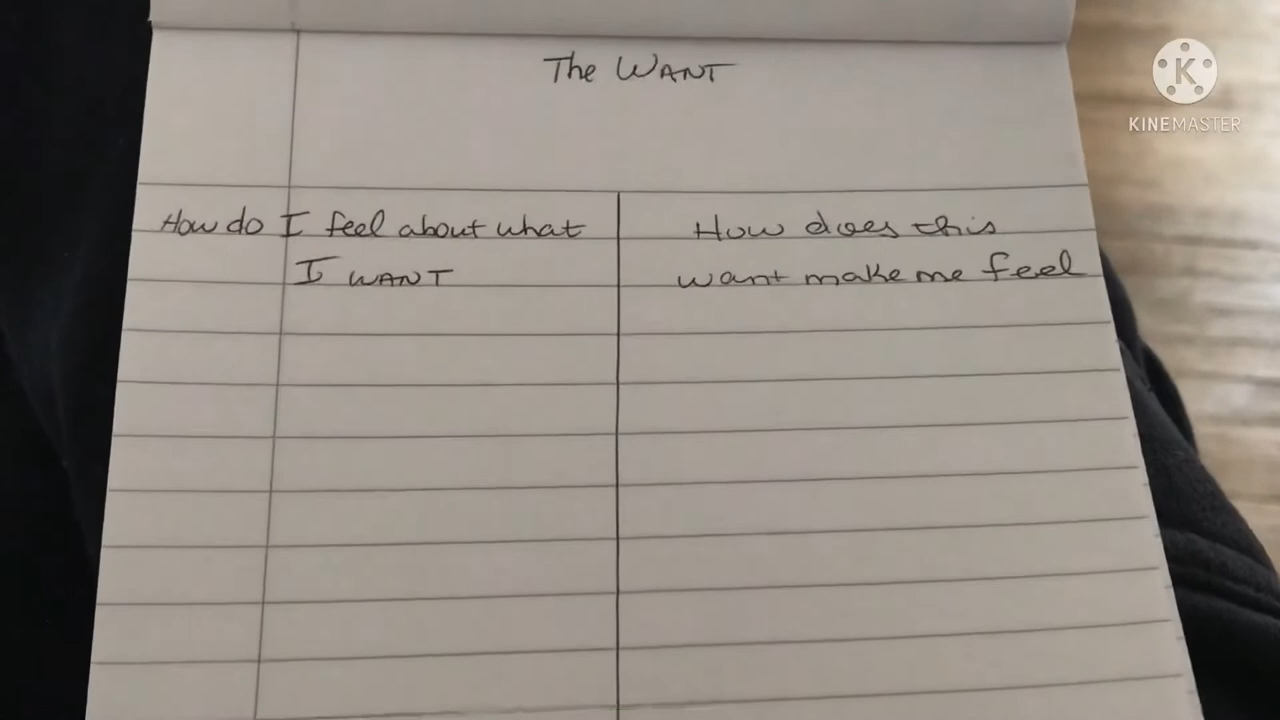 The WANT
K
KINEMASTER
How do I feel about what
I WANT
How does this
want make me feel